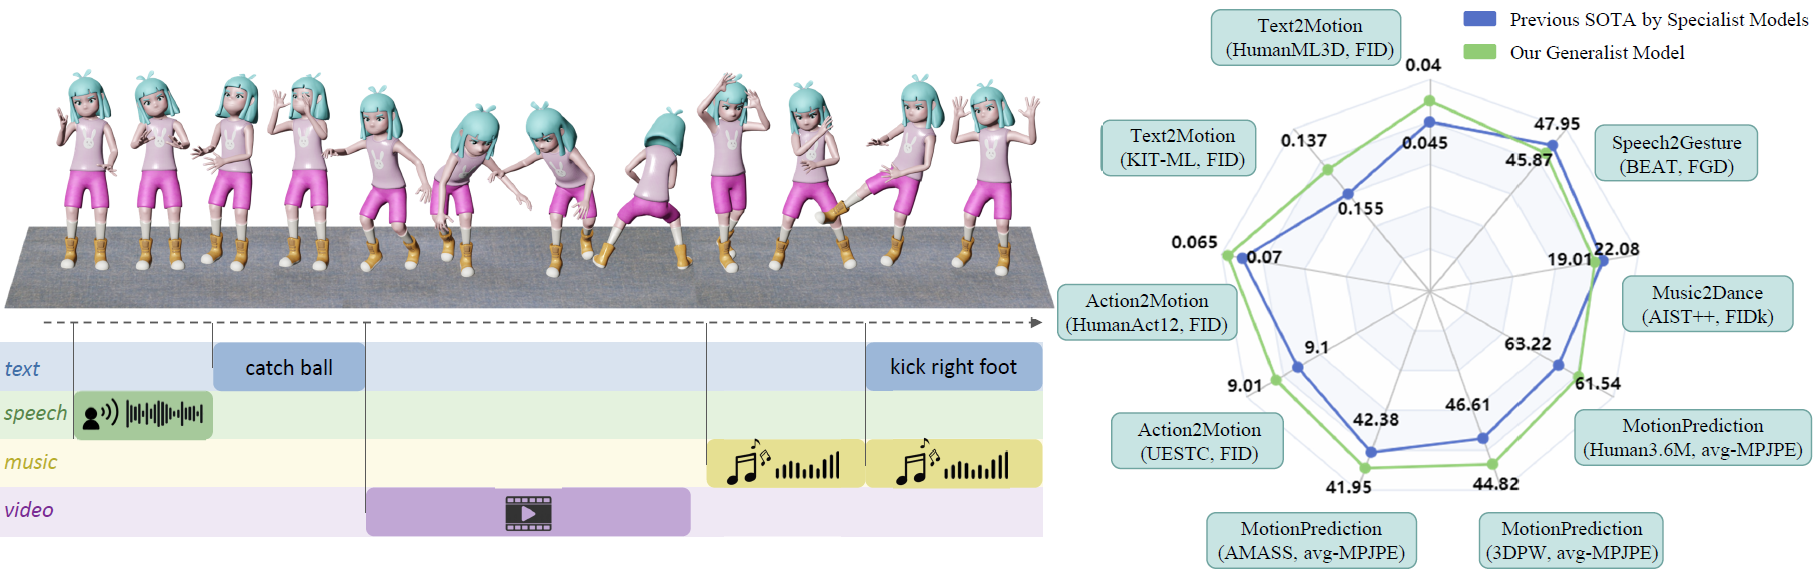 text
catch ball
kick right foot
speech
music
video
Previous SOTA by Specialist Models
Our Generalist Model
Text2Motion
(HumanML3D, FID)
0.04
0.045
Speech2Gesture
(BEAT, FGD)
47.95
45.87
Music2Dance
(AIST++, FIDk)
22.08
19.01
MotionPrediction
(Human3.6M, avg-MPJPE)
63.22
61.54
MotionPrediction
(3DPW, avg-MPJPE)
46.61
44.82
MotionPrediction
(AMASS, avg-MPJPE)
42.38
41.95
Action2Motion
(UESTC, FID)
9.1
9.01
Action2Motion
(HumanAct12, FID)
0.065
0.07
Text2Motion
(KIT-ML, FID)
0.137
0.155